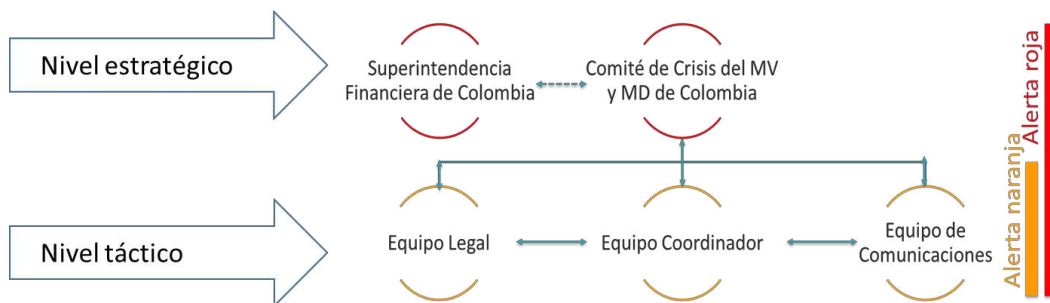 Nivel estratégico
Superintendencia
Financiera de Colombia
Comité de Crisis del MV
y MD de Colombia
Alerta roja
Alerta naranja
Nivel táctico
Equipo Legal
Equipo Coordinador
Equipo de
Comunicaciones